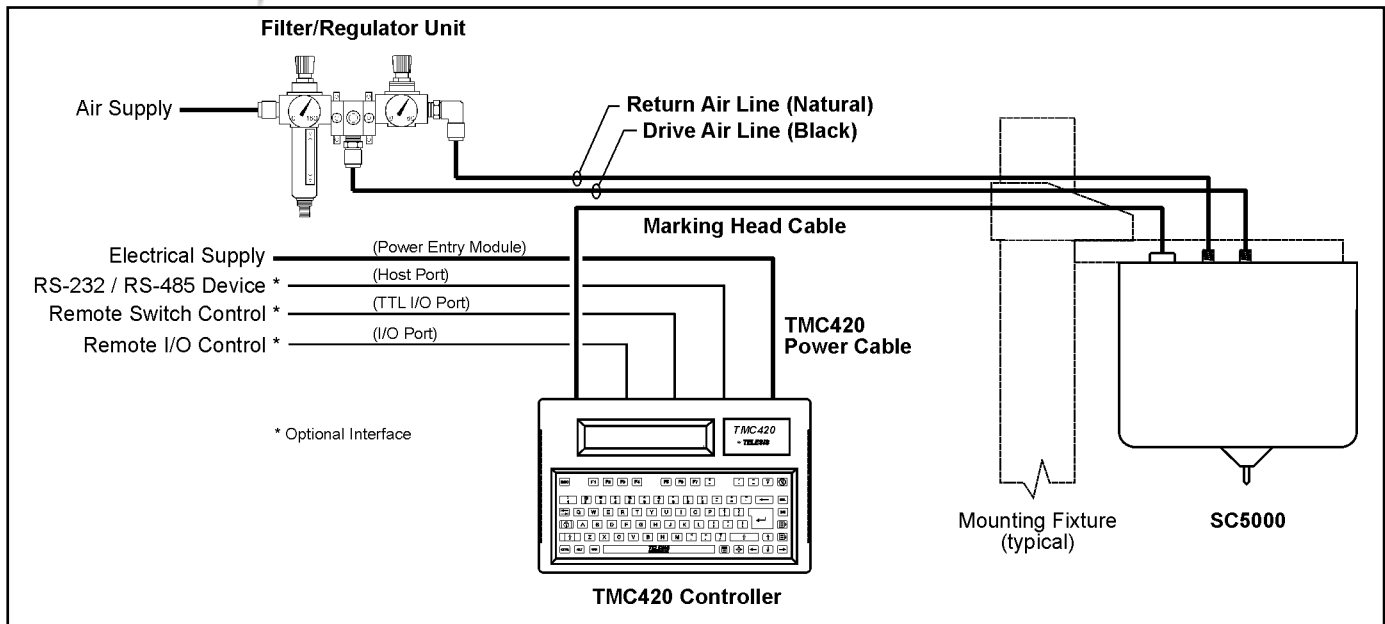 Filter/Regulator Unit
Air Supply
Return Air Line (Natural)
Drive Air Line (Black)
Marking Head Cable
Electrical Supply
(Power Entry Module)
RS-232 / RS-485 Device *
(Host Port)
Remote Switch Control *
(TTL I/O Port)
Remote I/O Control *
(I/O Port)
TMC420
Power Cable
* Optional Interface
TMC420
TELESIS
Mounting Fixture
(typical)
SC5000
TMC420 Controller